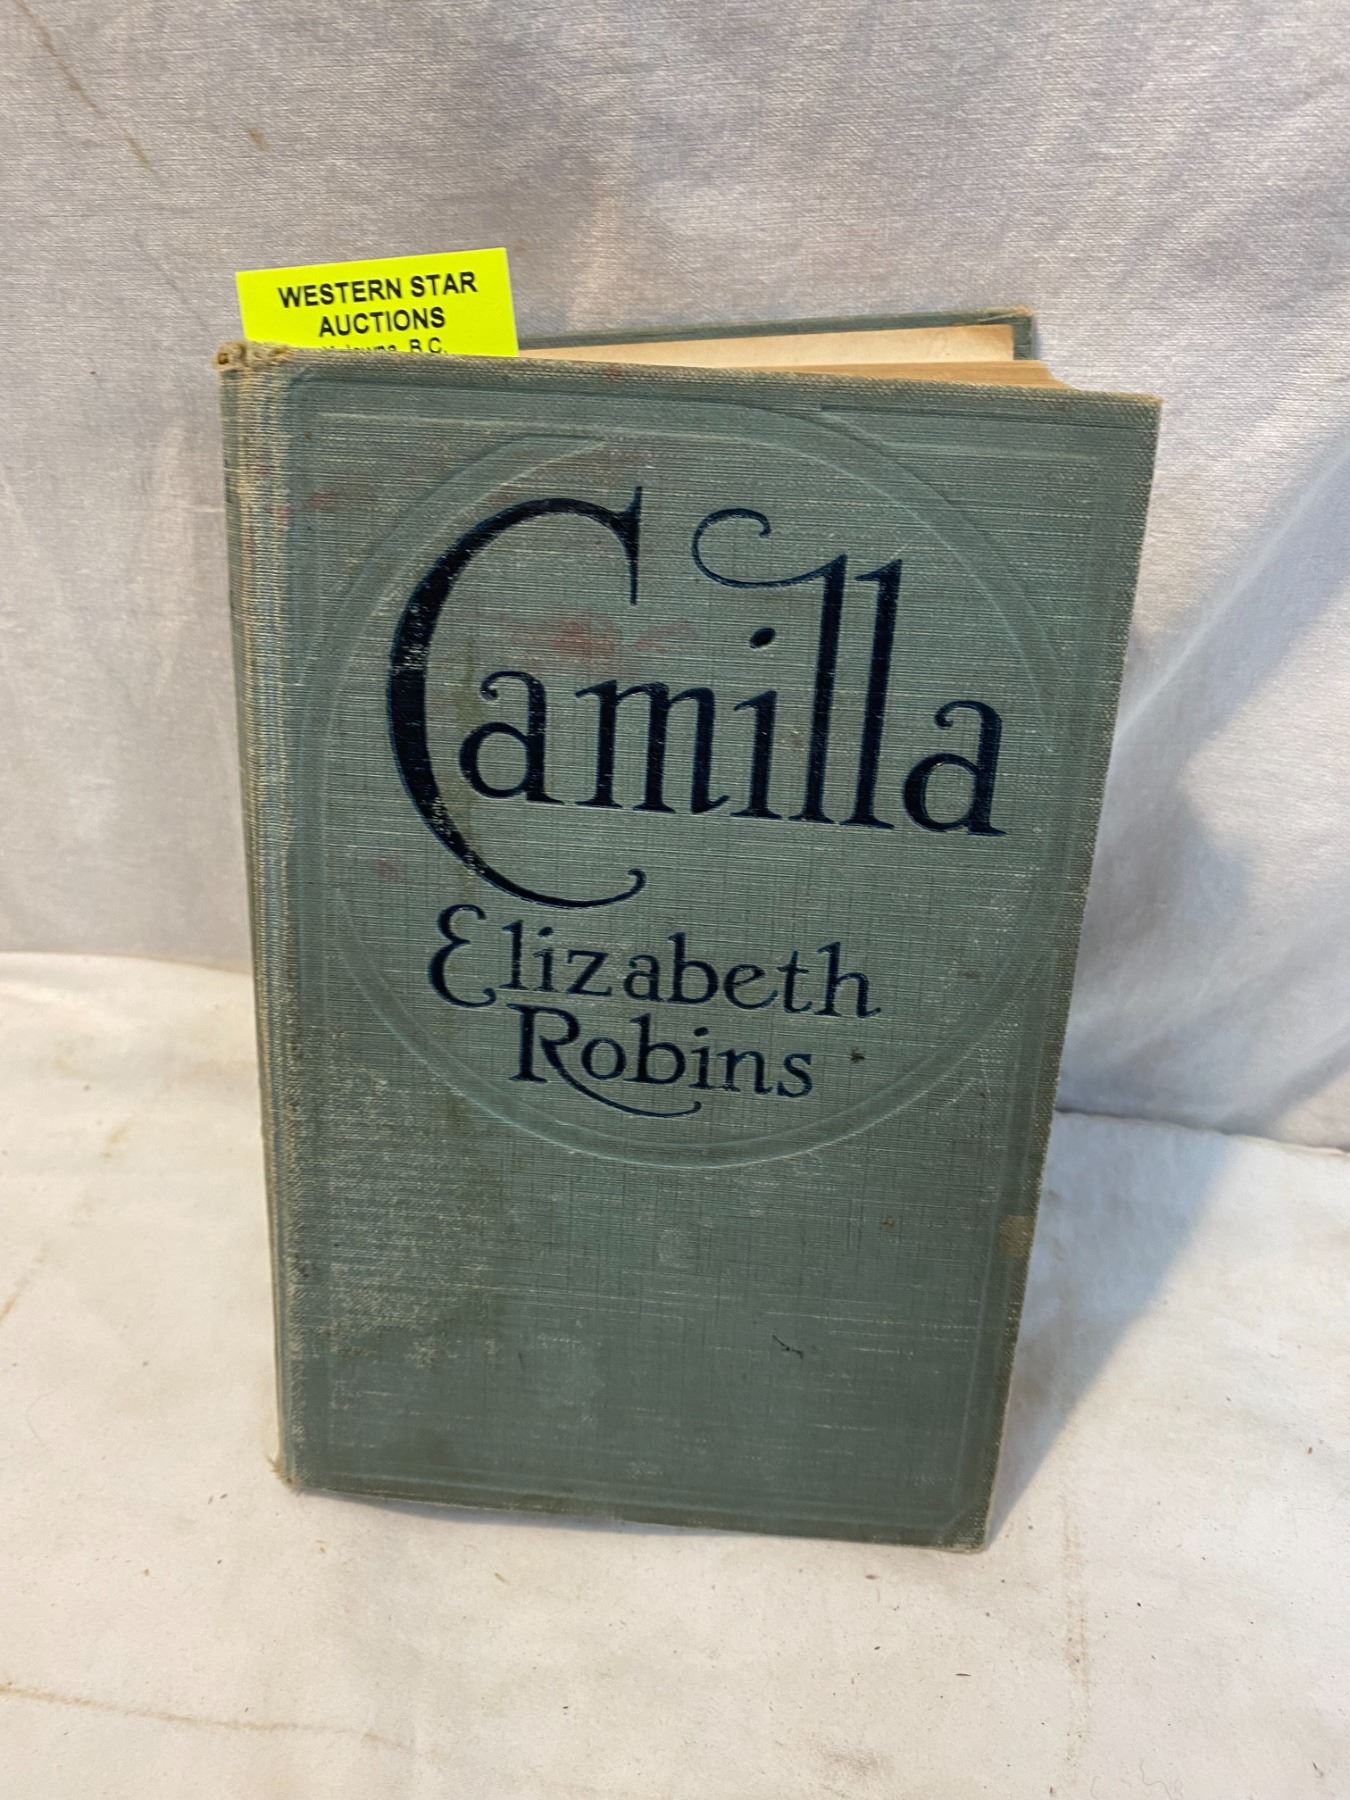 WESTERN STAR
AUCTIONS
B.C.
Camilla
Elizabeth
Robins